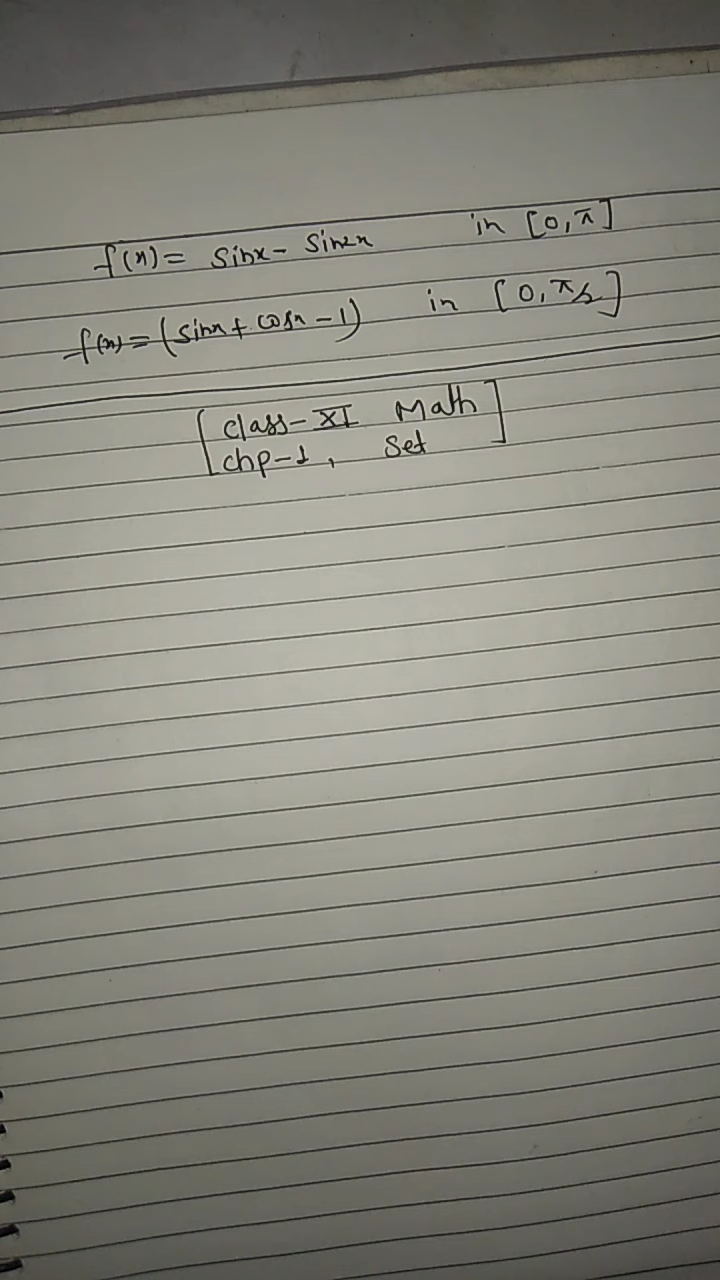 f(x) = sinx - sin2x in [0, π]
f(x) = (sinx + cosx - 1) in [0, π/2]
[class-XI Math
chp-1, Set]